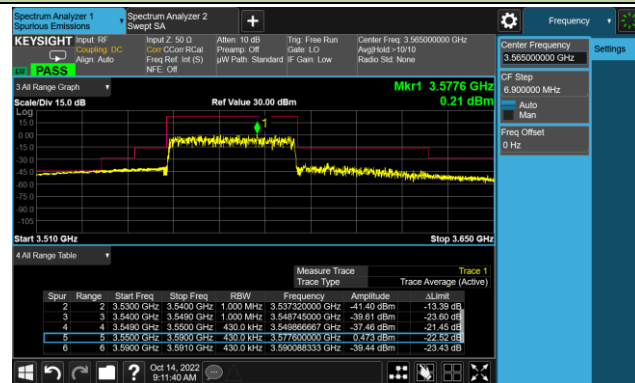 Spectrum Analyzer 1
Spurious Emissions
Spectrum Analyzer 2
Swept SA
Frequency
KEYSIGHT
Input: RF
Coupling: DC
Align: Auto
Input Z: 50 Ω
Corr CCorr RCal
Freq Ref: Int (S)
NFE: Off
Atten: 10 dB
Preamp: Off
µW Path: Standard
Trig: Free Run
Gate: LO
IF Gain: Low
Center Freq: 3.565000000 GHz
Avg|Hold:>10/10
Radio Std: None
PASS
Center Frequency
3.565000000 GHz
Settings
CF Step
6.900000 MHz
Auto
Man
Freq Offset
0 Hz
3 All Range Graph
Mkr1 3.5776 GHz
Scale/Div 15.0 dB
Ref Value 30.00 dBm
0.21 dBm
Log
15.0
0.00
-15.0
-30.0
-45.0
-60.0
-75.0
-90.0
-105
1
Start 3.510 GHz
Stop 3.650 GHz
4 All Range Table
Measure Trace Trace 1
Trace Type Trace Average (Active)
Spur Range Start Freq Stop Freq RBW Frequency Amplitude ΔLimit
2 2 3.5300 GHz 3.5400 GHz 1.000 MHz 3.537320000 GHz -41.40 dBm -13.39 dB
3 3 3.5400 GHz 3.5490 GHz 1.000 MHz 3.548745000 GHz -39.61 dBm -23.60 dB
4 4 3.5490 GHz 3.5500 GHz 430.0 kHz 3.549866667 GHz -37.46 dBm -21.45 dB
5 5 3.5500 GHz 3.5900 GHz 430.0 kHz 3.577600000 GHz 0.473 dBm -22.52 dB
6 6 3.5900 GHz 3.5910 GHz 430.0 kHz 3.590088333 GHz -39.44 dBm -23.43 dB
Oct 14, 2022
9:11:40 AM